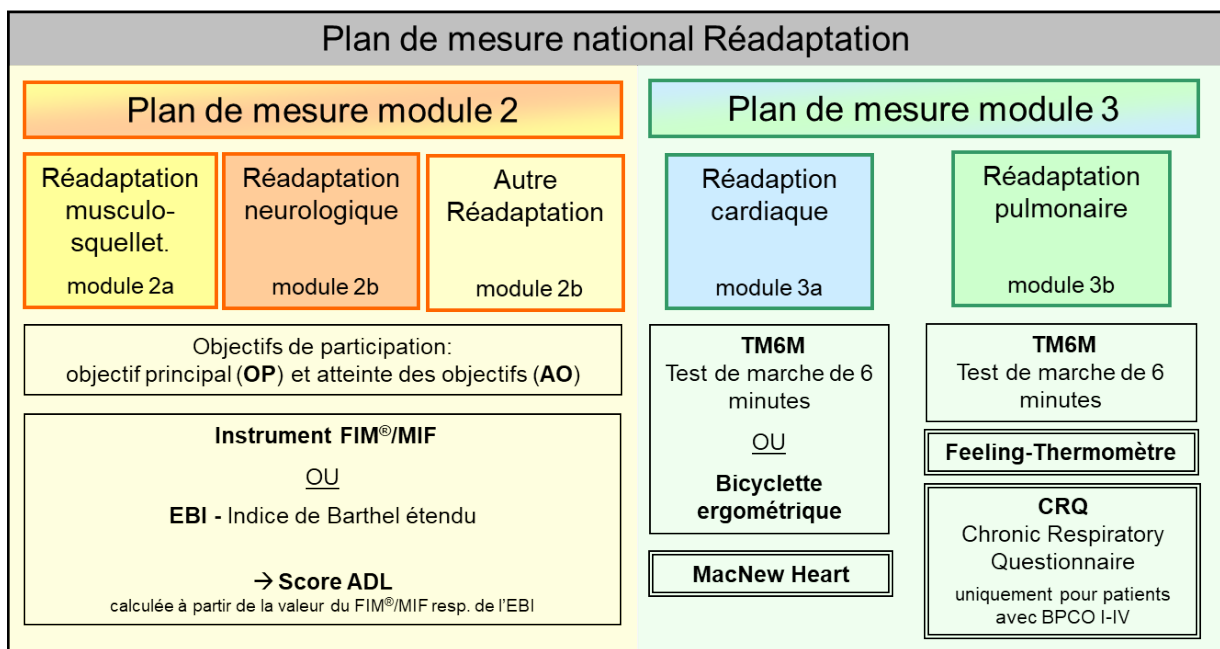 Plan de mesure national Réadaptation
Plan de mesure module 2
Réadaptation
musculo-
squellet.
module 2a
Réadaptation
neurologique
module 2b
Autre
Réadaptation
module 2b
Objectifs de participation:
objectif principal (OP) et atteinte des objectifs (AO)
Instrument FIM®/MIF
OU
EBI - Indice de Barthel étendu
→ Score ADL
calculée à partir de la valeur du FIM®/MIF resp. de l'EBI
Plan de mesure module 3
Réadaption
cardiaque
module 3a
Réadaptation
pulmonaire
module 3b
TM6M
Test de marche de 6
minutes
OU
Bicyclette
ergométrique
MacNew Heart
TM6M
Test de marche de 6
minutes
Feeling-Thermomètre
CRQ
Chronic Respiratory
Questionnaire
uniquement pour patients
avec BPCO I-IV